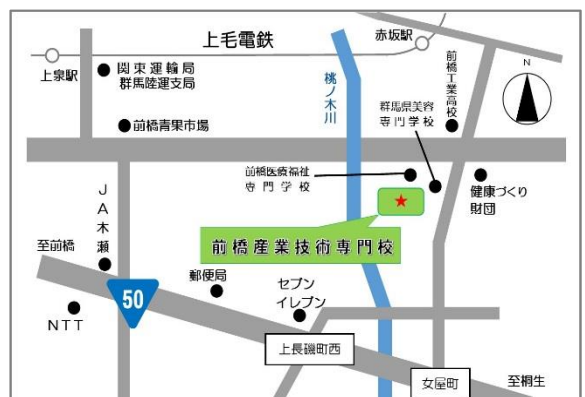 上毛電鉄
赤坂駅
上泉駅
関東運輸局
群馬陸運支局
桃ノ木川
前橋工業高校
N
群馬県美容
専門学校
前橋青果市場
前橋医療福祉
専門学校
健康づくり
財団
JA木瀬
前橋産業技術専門校
至前橋
50
郵便局
セブン
イレブン
NTT
上長磯町西
女屋町
至桐生